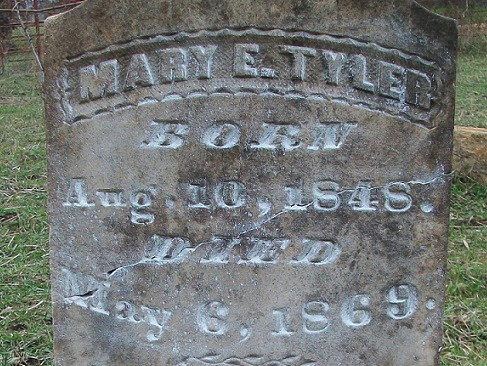 MARY E. TYLER
BORN
Aug. 10, 1848.
DIED
May 6, 1869.